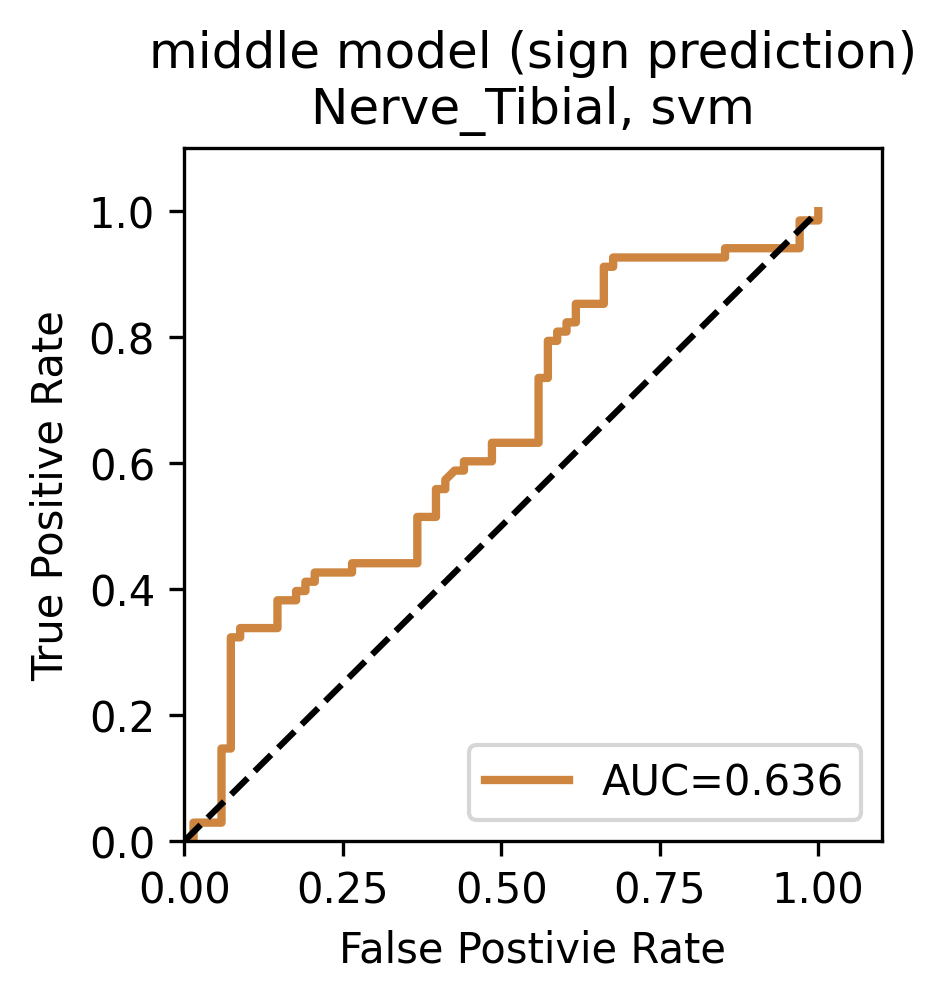 middle model (sign prediction)
Nerve_Tibial, svm
True Positive Rate
1.0
0.8
0.6
0.4
0.2
0.0
AUC=0.636
0.00 0.25 0.50 0.75 1.00
False Postivie Rate